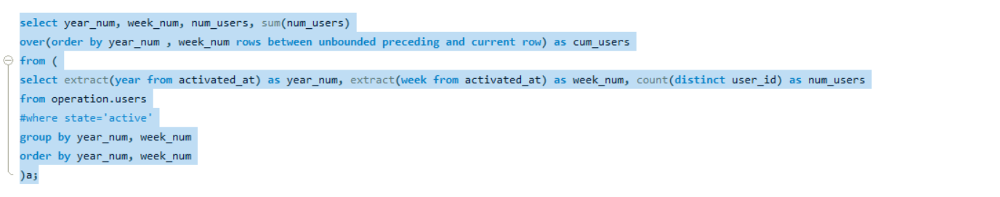 select year_num, week_num, num_users, sum(num_users)
over(order by year_num , week_num rows between unbounded preceding and current row) as cum_users
from (
select extract(year from activated_at) as year_num, extract(week from activated_at) as week_num, count(distinct user_id) as num_users
from operation.users
#where state='active'
group by year_num, week_num
order by year_num, week_num
)a;